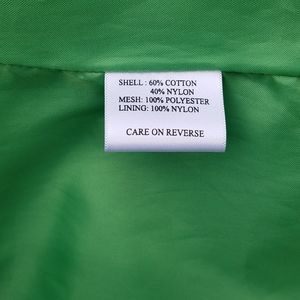 SHELL : 60% COTTON
40% NYLON
MESH: 100% POLYESTER
LINING: 100% NYLON
CARE ON REVERSE